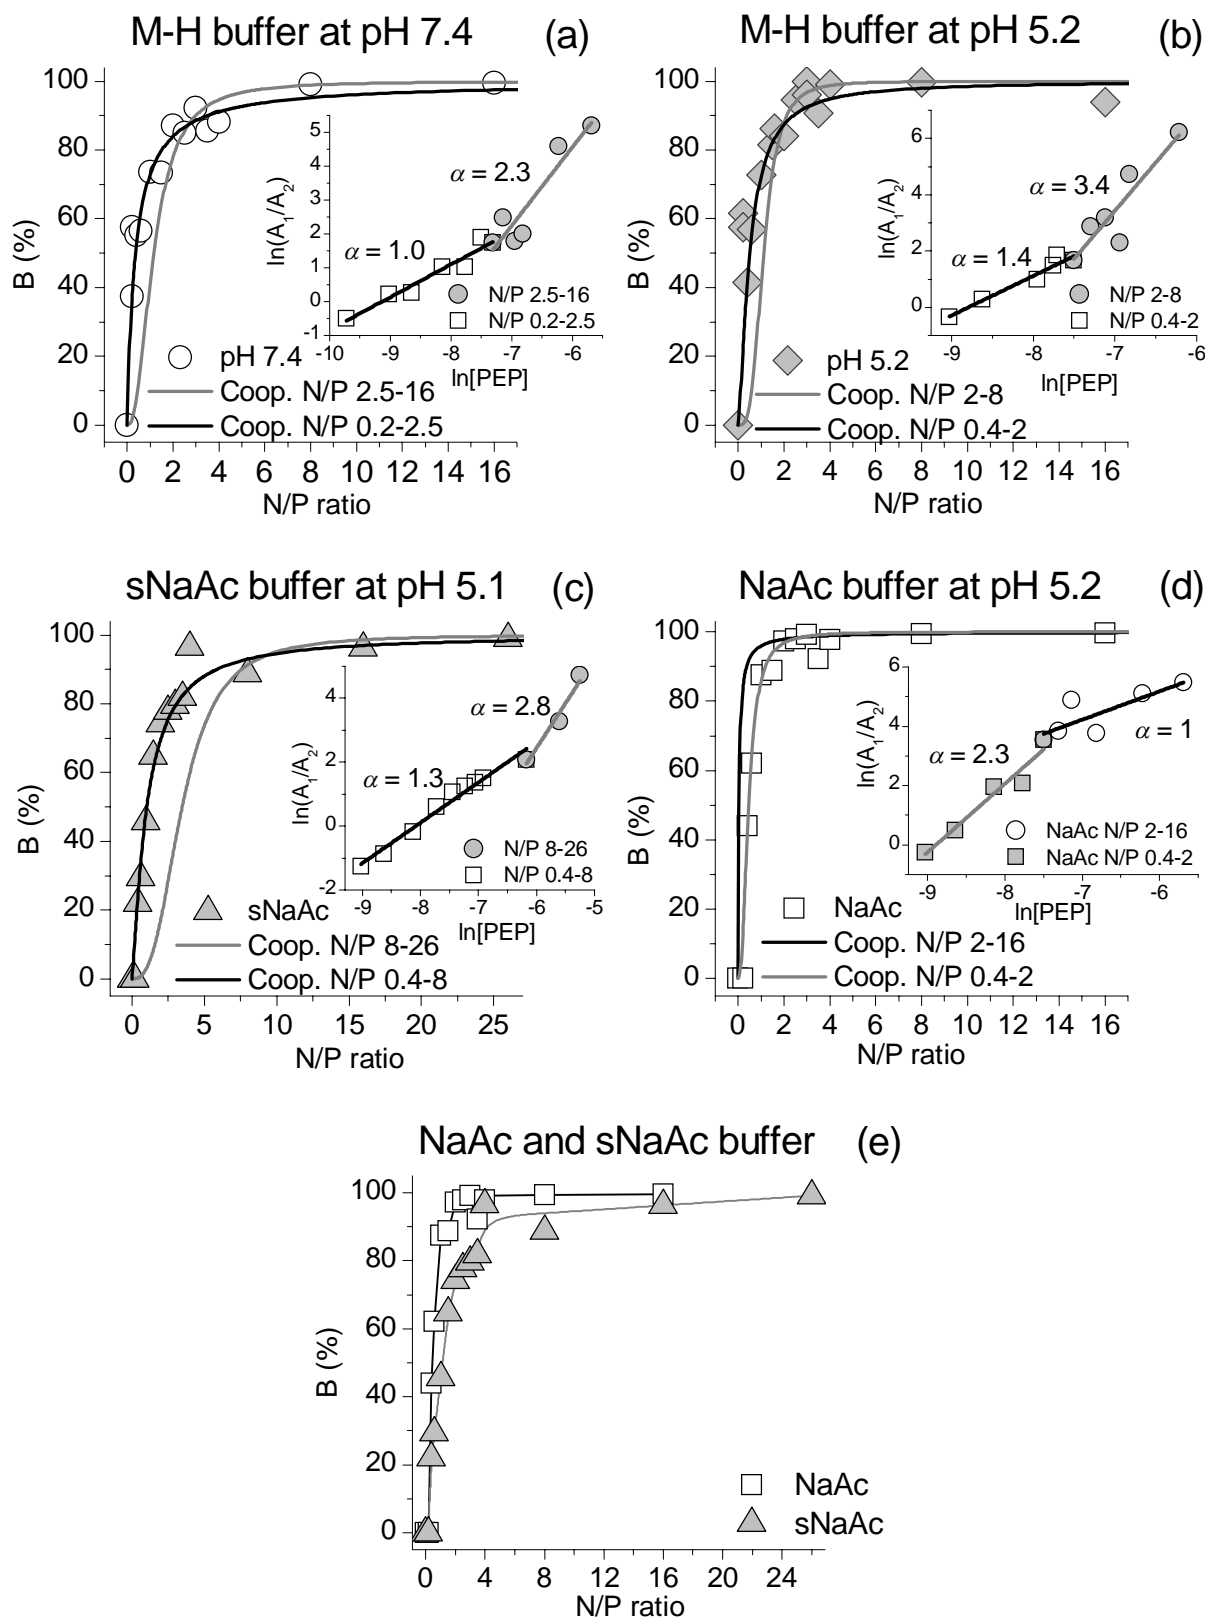 M-H buffer at pH 7.4 (a)
B (%)
100
80
60
40
20
0
0 2 4 6 8 10 12 14 16
N/P ratio
pH 7.4
Coop. N/P 2.5-16
Coop. N/P 0.2-2.5
ln(A1/A2)
5
4
3
2
1
0
-1
-10 -9 -8 -7 -6
ln[PEP]
α = 2.3
α = 1.0
N/P 2.5-16
N/P 0.2-2.5
M-H buffer at pH 5.2 (b)
B (%)
100
80
60
40
20
0
0 2 4 6 8 10 12 14 16
N/P ratio
pH 5.2
Coop. N/P 2-8
Coop. N/P 0.4-2
ln(A1/A2)
6
4
2
0
-9 -8 -7 -6
ln[PEP]
α = 3.4
α = 1.4
N/P 2-8
N/P 0.4-2
sNaAc buffer at pH 5.1 (c)
B (%)
100
80
60
40
20
0
0 5 10 15 20 25
N/P ratio
sNaAc
Coop. N/P 8-26
Coop. N/P 0.4-8
ln(A1/A2)
4
2
0
-2
-9 -8 -7 -6 -5
ln[PEP]
α = 2.8
α = 1.3
N/P 8-26
N/P 0.4-8
NaAc buffer at pH 5.2 (d)
B (%)
100
80
60
40
20
0
0 2 4 6 8 10 12 14 16
N/P ratio
NaAc
Coop. N/P 2-16
Coop. N/P 0.4-2
ln(A1/A2)
6
4
2
0
-9 -8 -7 -6
ln[PEP]
α = 2.3
α = 1
NaAc N/P 2-16
NaAc N/P 0.4-2
NaAc and sNaAc buffer (e)
B (%)
100
80
60
40
20
0
0 4 8 12 16 20 24
N/P ratio
NaAc
sNaAc